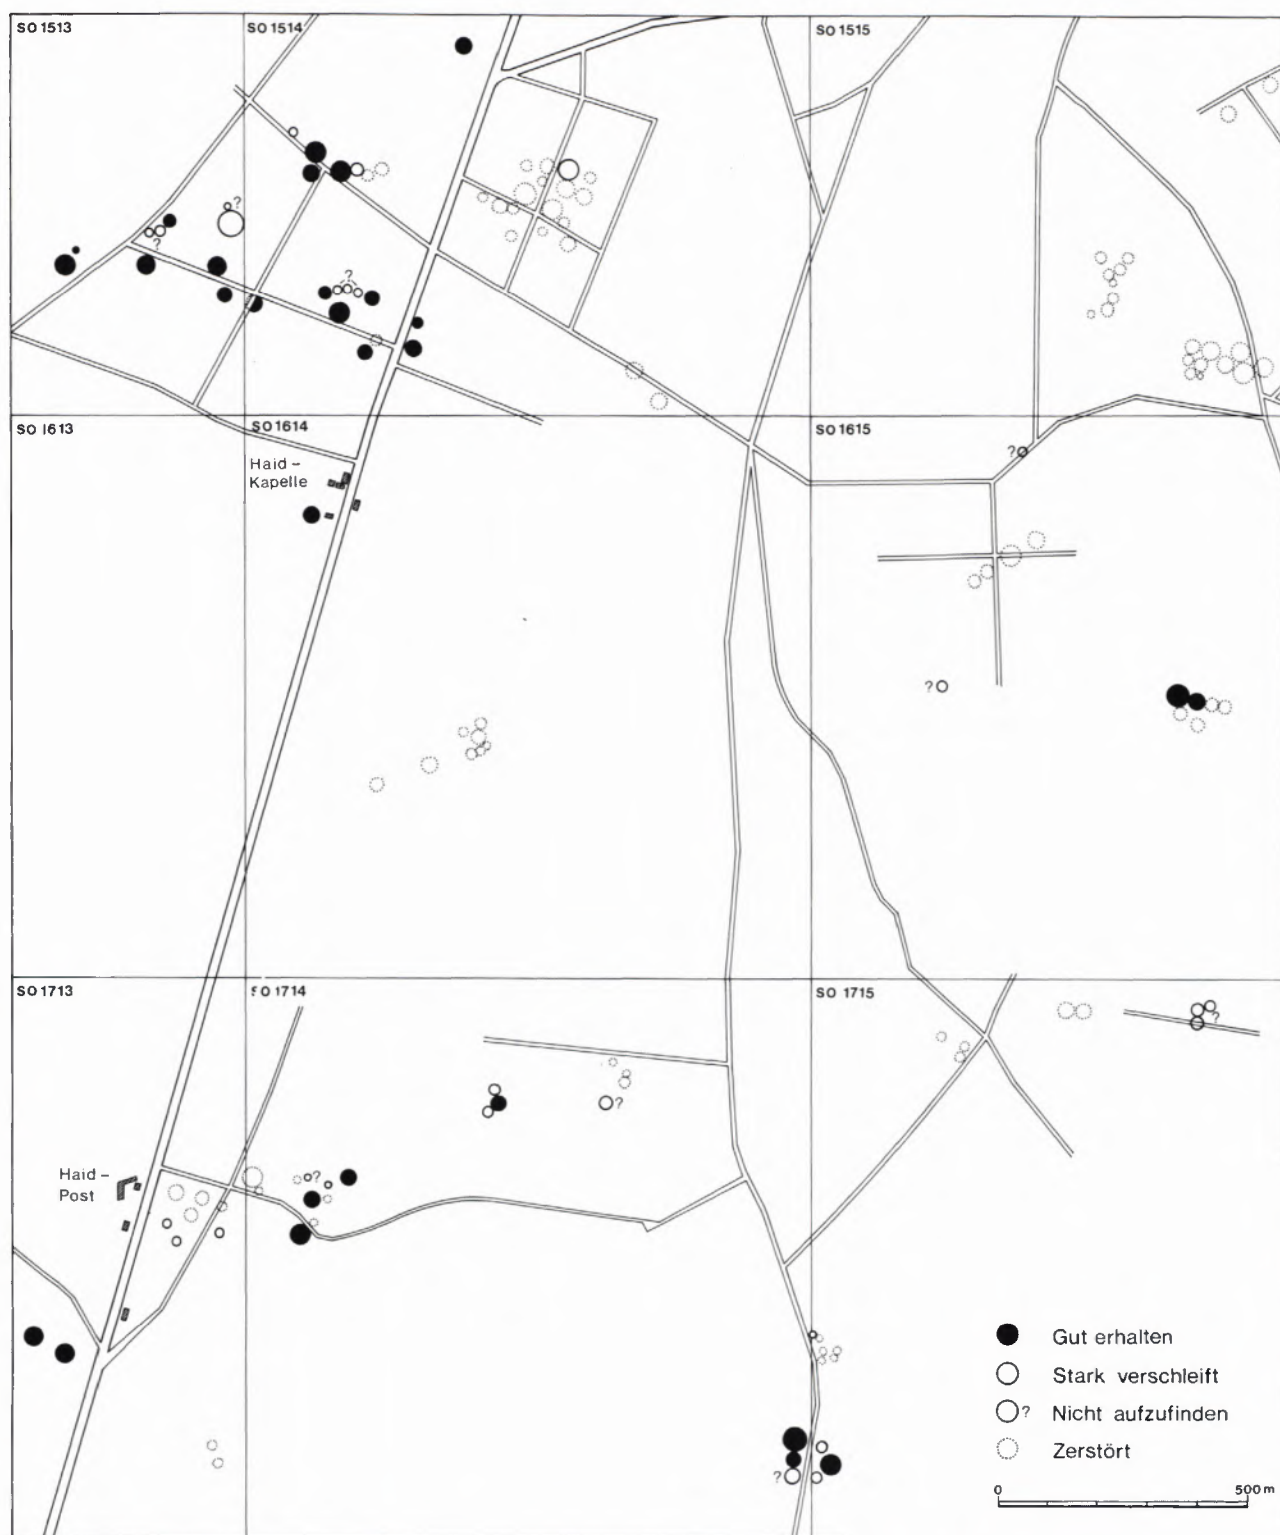 SO 1513
SO 1514
SO 1515
?
?
?
SO 1613
SO 1614
SO 1615
Haid-
Kapelle
?
?
SO 1713
SO 1714
SO 1715
?
?
?
Haid-
Post
Gut erhalten
Stark verschleift
? Nicht aufzufinden
Zerstört
?
0 500 m